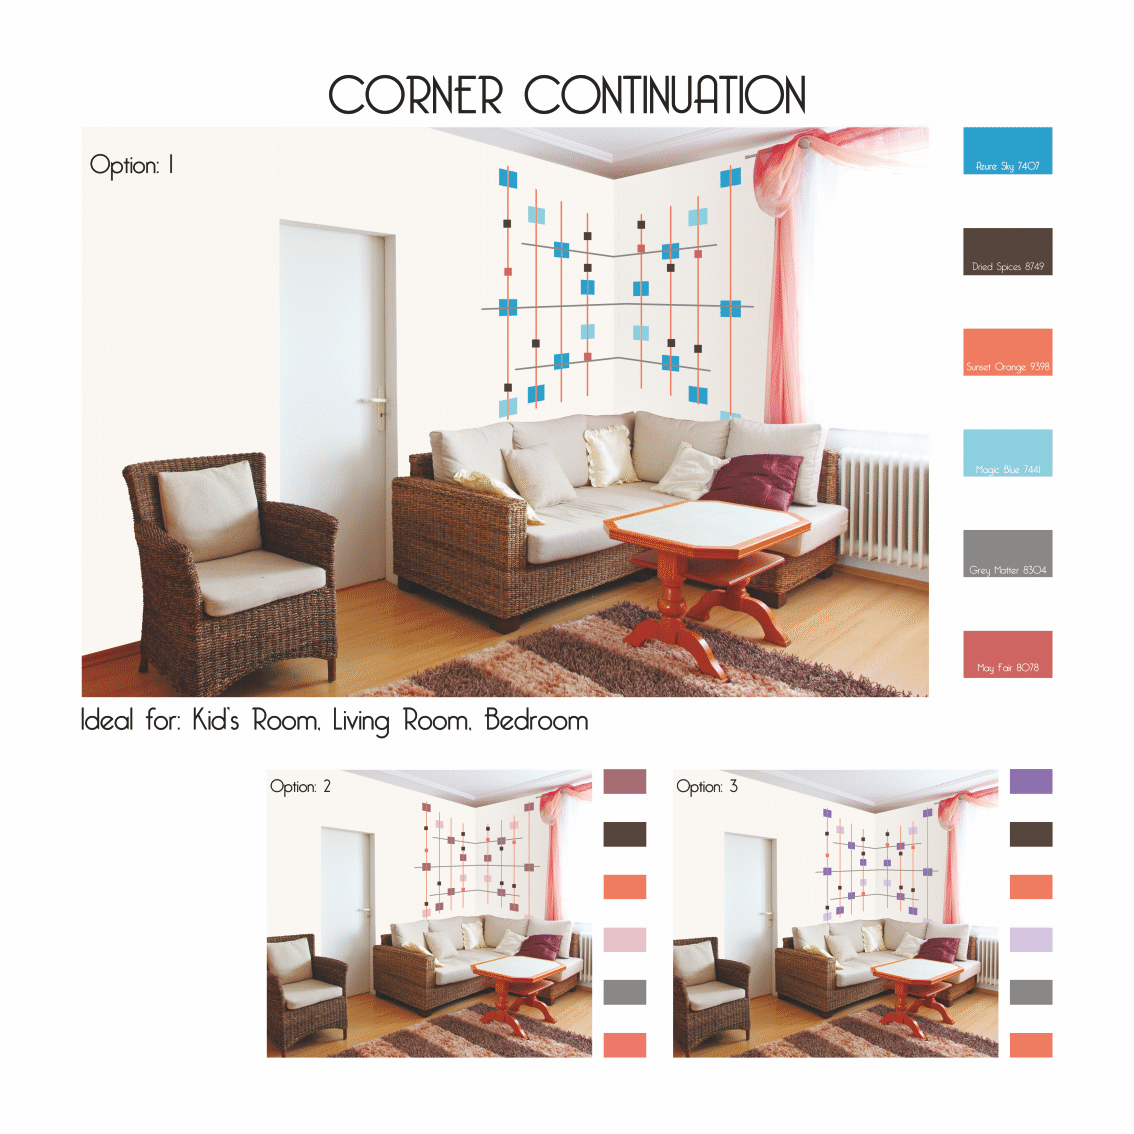 CORNER CONTINUATION
Option: 1
Azure Sky 7407
Dried Spices 8749
Sunset Orange 9398
Magic Blue 7441
Grey Matter 8304
May Fair 8078
Ideal for: Kid's Room, Living Room, Bedroom
Option: 2
Option: 3